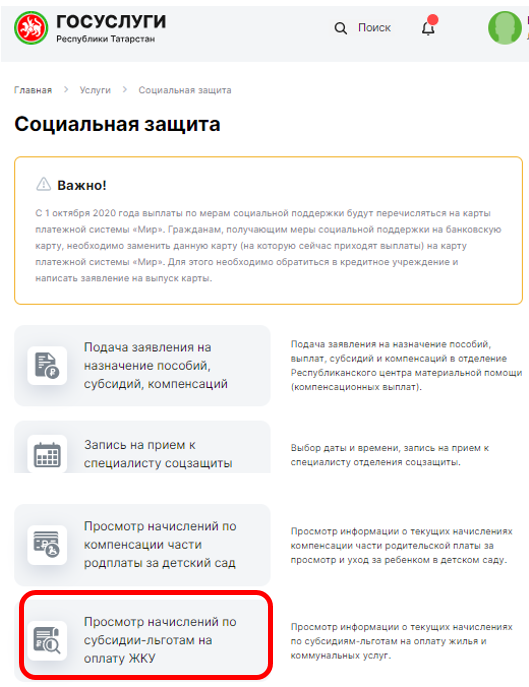 ГОСУСЛУГИ
Республики Татарстан
Поиск
Главная > Услуги > Социальная защита
Социальная защита
Важно!
С 1 октября 2020 года выплаты по мерам социальной поддержки будут перечисляться на карты
платежной системы «Мир». Гражданам, получающим меры социальной поддержки на банковскую
карту, необходимо заменить данную карту (на которую сейчас приходят выплаты) на карту
платежной системы «Мир». Для этого необходимо обратиться в кредитное учреждение и
написать заявление на выпуск карты.
Подача заявления на
назначение пособий,
субсидий, компенсаций
Подача заявления на назначение пособий,
выплат, субсидий и компенсаций в отделение
Республиканского центра материальной помощи
(компенсационных выплат).
Запись на прием к
специалисту соцзащиты
Выбор даты и времени, запись на прием к
специалисту отделения соцзащиты.
Просмотр начислений по
компенсации части
родплаты за детский сад
Просмотр информации о текущих начислениях
компенсации части родительской платы за
просмотр и уход за ребенком в детском саду.
Просмотр начислений по
субсидии-льготам на
оплату ЖКУ
Просмотр информации о текущих начислениях
по субсидиям-льготам на оплату жилья и
коммунальных услуг.